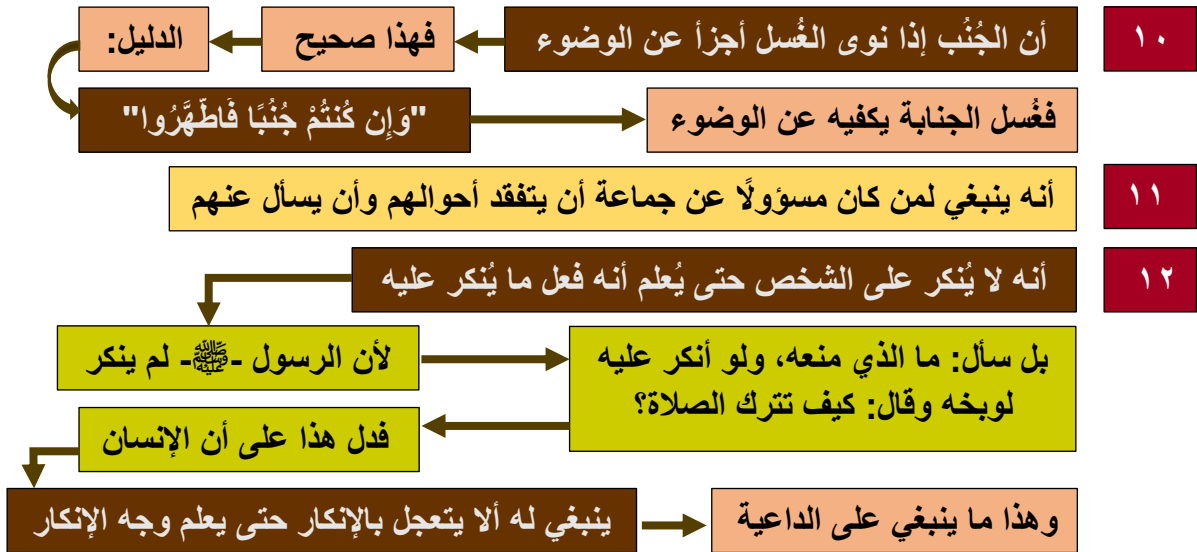 ١٠
أن الجُنُب إذا نوى الغُسل أجزأ عن الوضوء
فهذا صحيح
الدليل:
"وَإِن كُنتُمْ جُنُبًا فَاطَّهَّرُوا"
فغُسل الجنابة يكفيه عن الوضوء
١١
أنه ينبغي لمن كان مسؤولًا عن جماعة أن يتفقد أحوالهم وأن يسأل عنهم
١٢
أنه لا يُنكر على الشخص حتى يُعلم أنه فعل ما يُنكر عليه
لأن الرسول -ﷺ- لم ينكر
بل سأل: ما الذي منعه، ولو أنكر عليه
لوبخه وقال: كيف تترك الصلاة؟
فدل هذا على أن الإنسان
ينبغي له ألا يتعجل بالإنكار حتى يعلم وجه الإنكار
وهذا ما ينبغي على الداعية